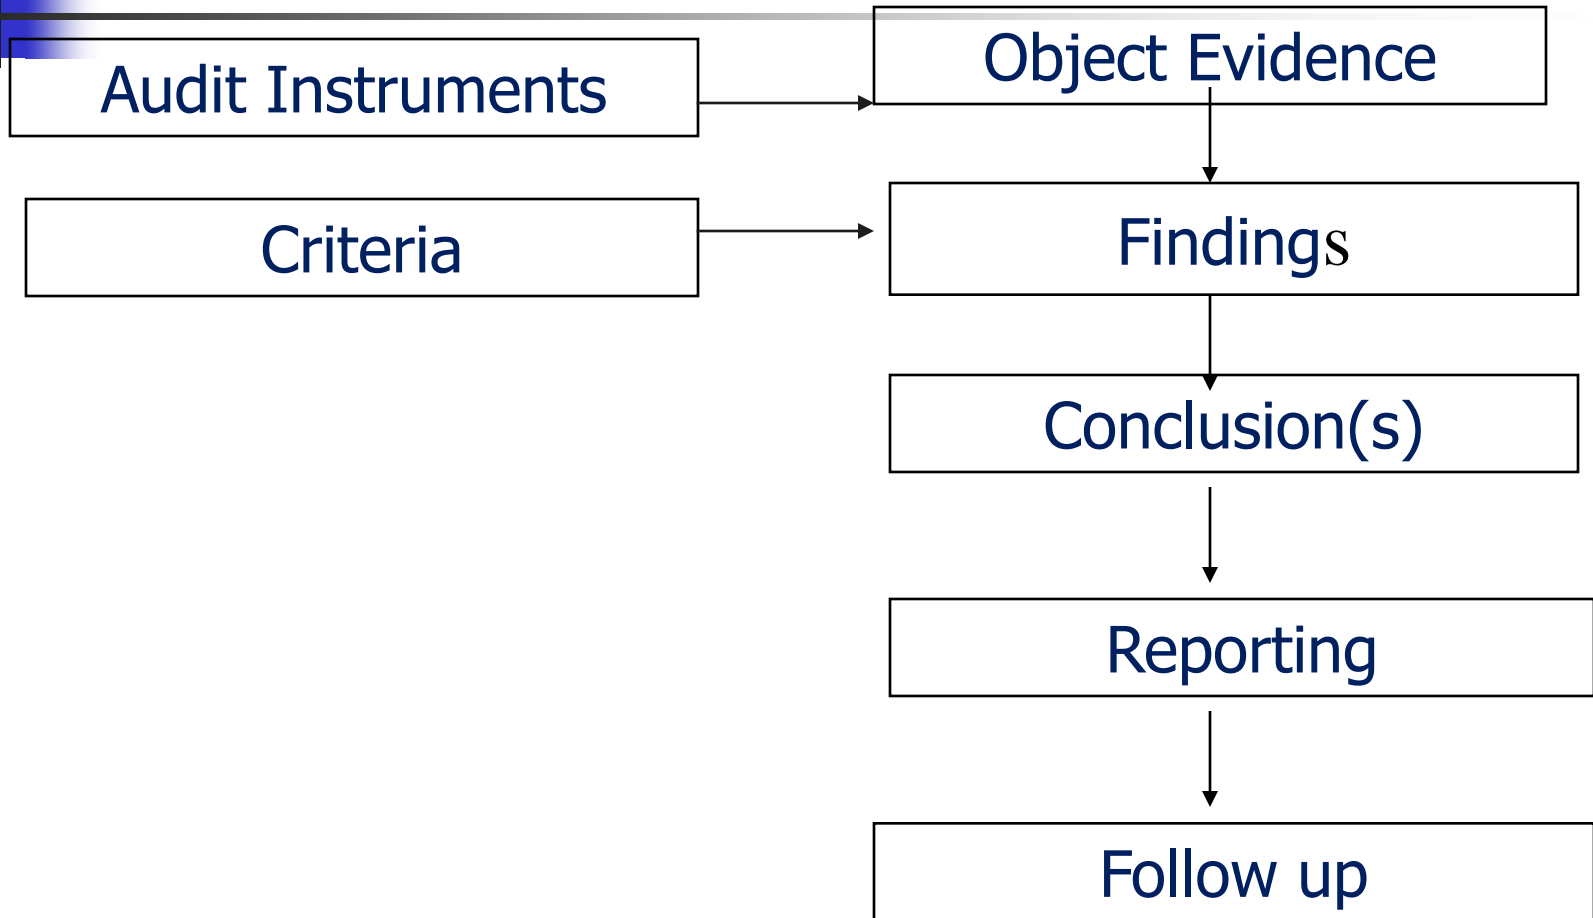 Audit Instruments
Object Evidence
Criteria
Findings
Conclusion(s)
Reporting
Follow up